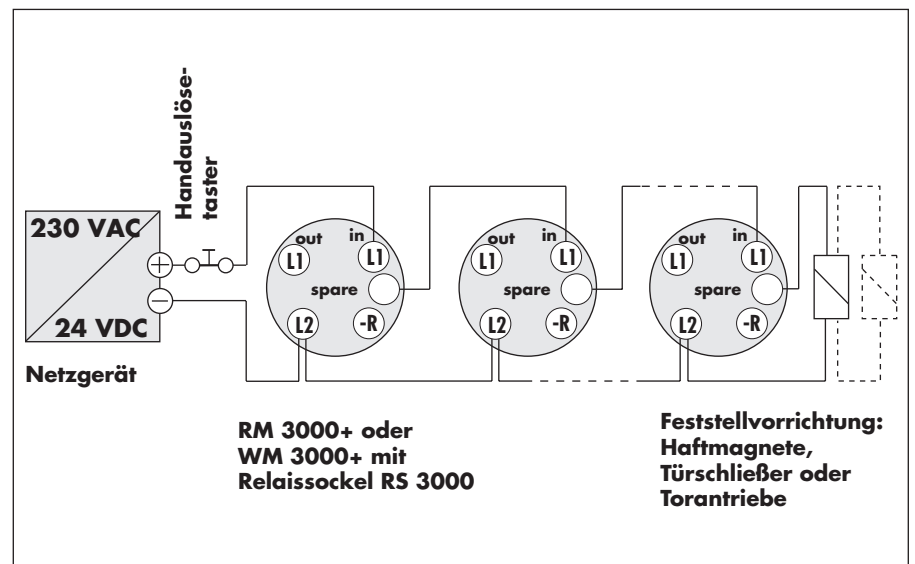 Handauslöse-
taster
230 VAC
+
−
24 VDC
Netzgerät
out in
L1 L1
spare
L2 -R
out in
L1 L1
spare
L2 -R
out in
L1 L1
spare
L2 -R
RM 3000+ oder
WM 3000+ mit
Relaissockel RS 3000
Feststellvorrichtung:
Haftmagnete,
Türschließer oder
Torantriebe